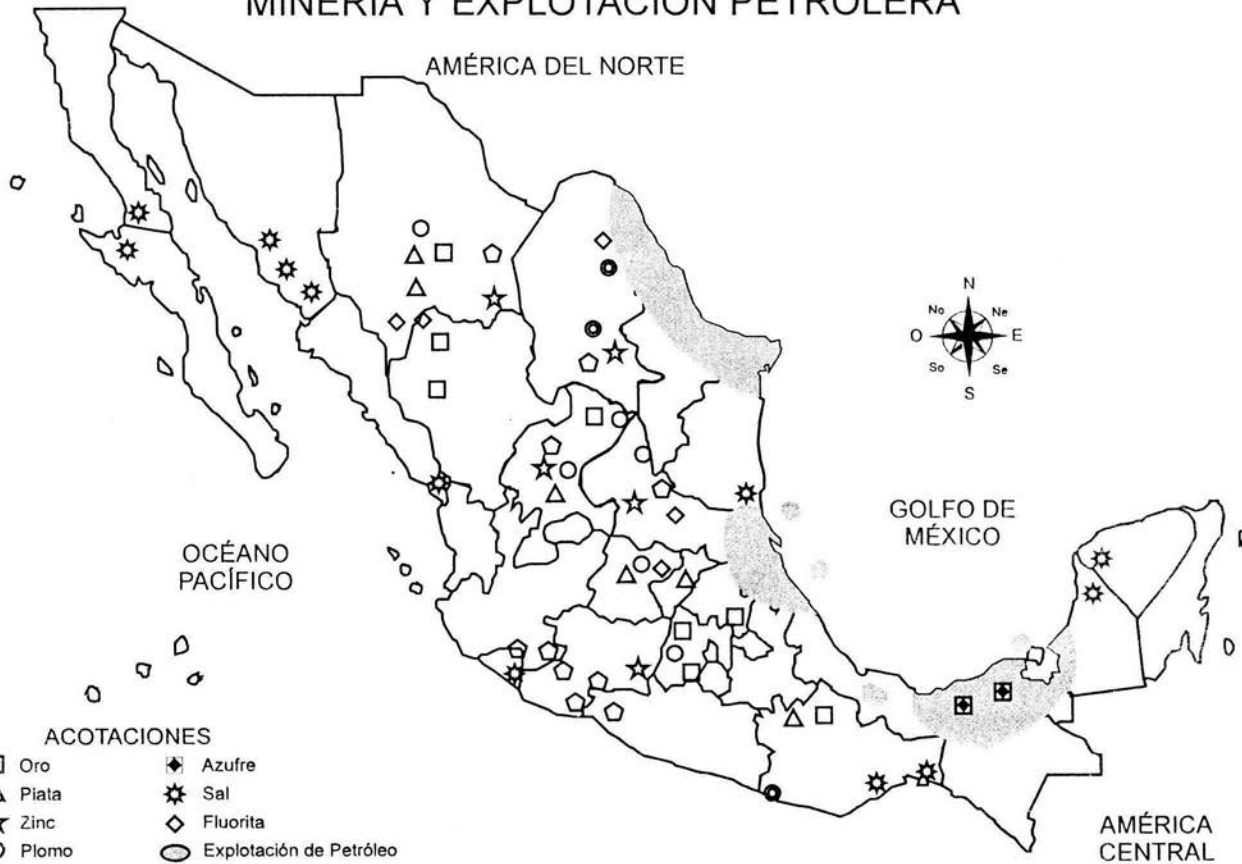 MINERÍA Y EXPLOTACIÓN PETROLERA
AMÉRICA DEL NORTE
N
No Ne
O E
So Se
S
GOLFO DE
MÉXICO
OCÉANO
PACÍFICO
ACOTACIONES
Oro
Azufre
Plata
Sal
Zinc
Fluorita
Plomo
Explotación de Petróleo
AMÉRICA
CENTRAL